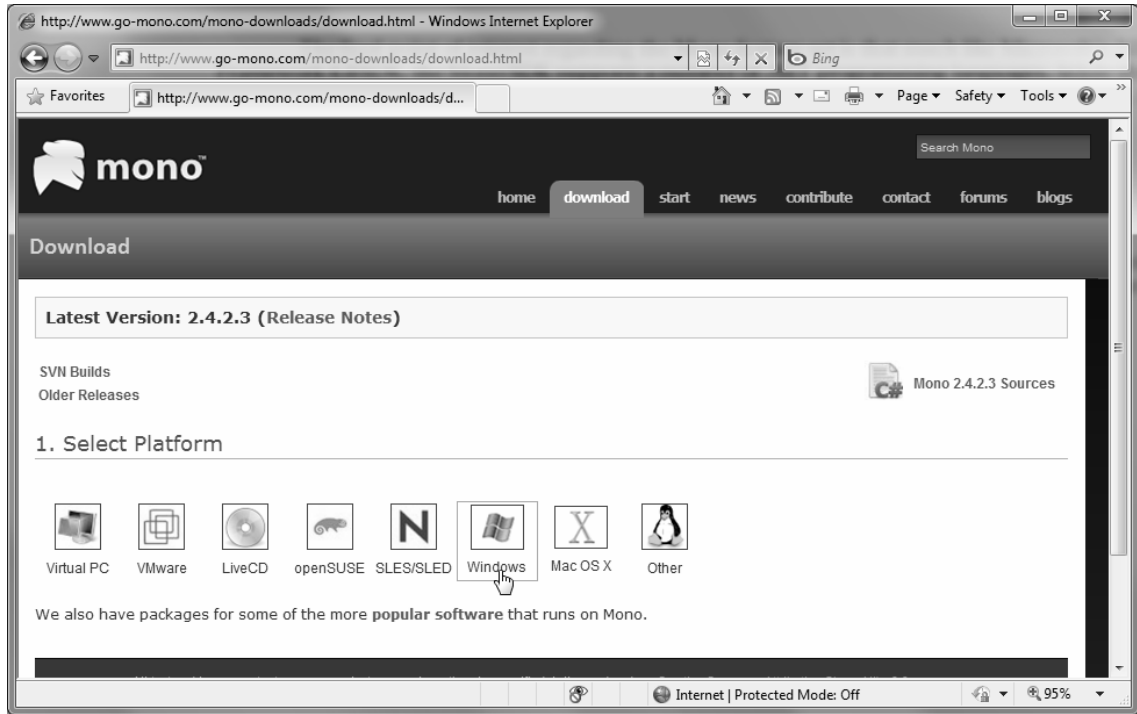 http://www.go-mono.com/mono-downloads/download.html - Windows Internet Explorer
http://www.go-mono.com/mono-downloads/download.html
Bing
Favorites
http://www.go-mono.com/mono-downloads/d...
Page
Safety
Tools
mono™
Search Mono
home download start news contribute contact forums blogs
Download
Latest Version: 2.4.2.3 (Release Notes)
SVN Builds
Older Releases
C#
Mono 2.4.2.3 Sources
1. Select Platform
N
X
Virtual PC VMware LiveCD openSUSE SLES/SLED Windows Mac OS X Other
We also have packages for some of the more popular software that runs on Mono.
Internet | Protected Mode: Off
95%